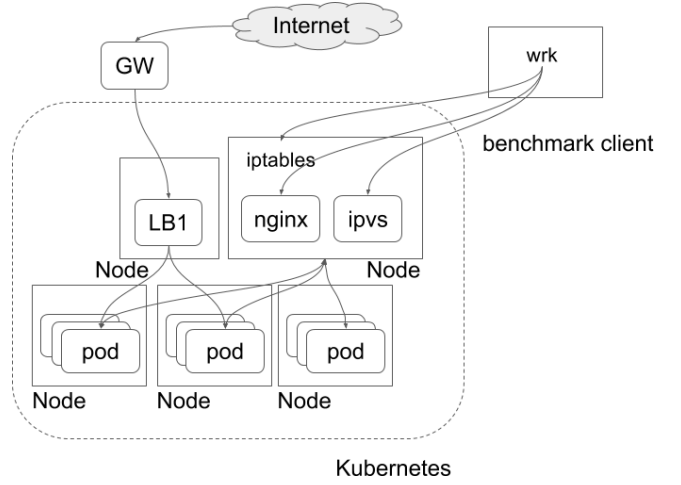 Internet
GW
wrk
benchmark client
iptables
nginx
ipvs
LB1
Node
Node
pod
pod
pod
Node
Node
Node
Kubernetes